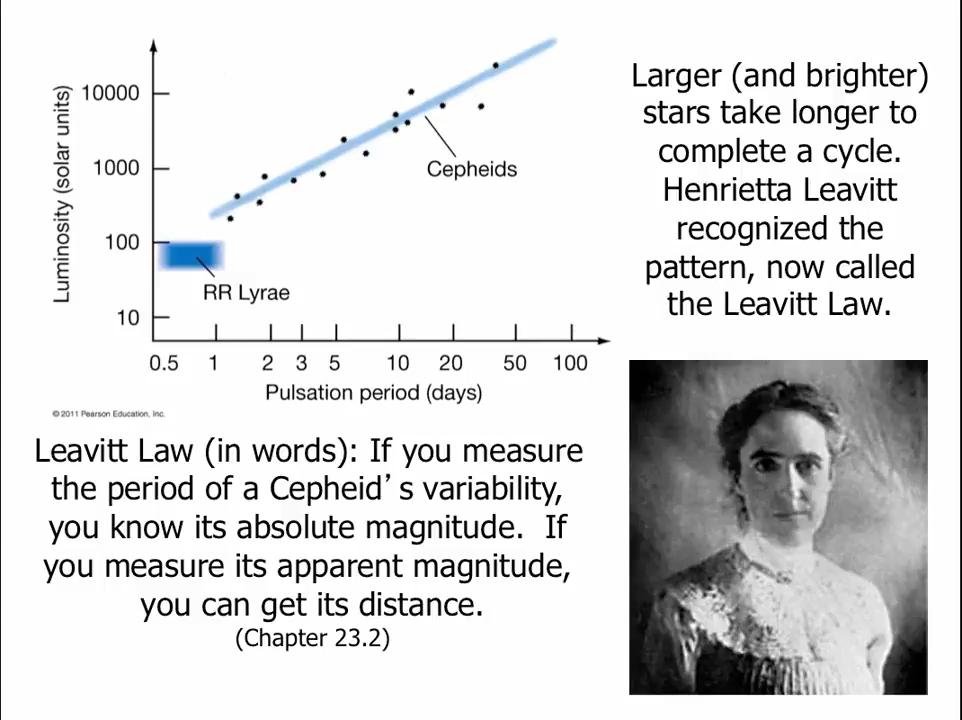 Luminosity (solar units)
10000
1000
100
10
Cepheids
RR Lyrae
0.5 1 2 3 5 10 20 50 100
Pulsation period (days)
© 2011 Pearson Education, Inc.
Larger (and brighter)
stars take longer to
complete a cycle.
Henrietta Leavitt
recognized the
pattern, now called
the Leavitt Law.
Leavitt Law (in words): If you measure
the period of a Cepheid’s variability,
you know its absolute magnitude. If
you measure its apparent magnitude,
you can get its distance.
(Chapter 23.2)